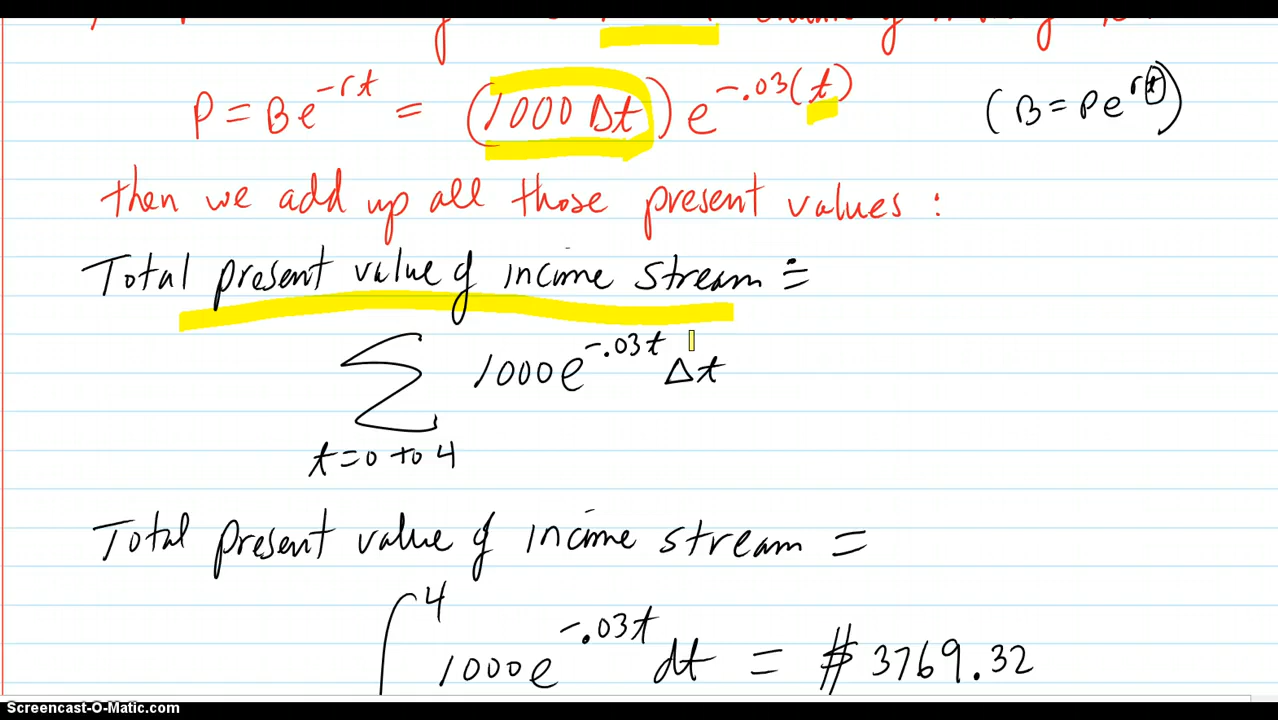 P = Be^{-rt} = (1000 Δt) e^{-.03(t)} (B = Pe^{rt})
then we add up all those present values :
Total present value of income stream ≐
∑ 1000e^{-.03t} Δt
t=0 to 4
Total present value of income stream =
∫^4 1000e^{-.03t} dt = $3769.32
Screencast-O-Matic.com